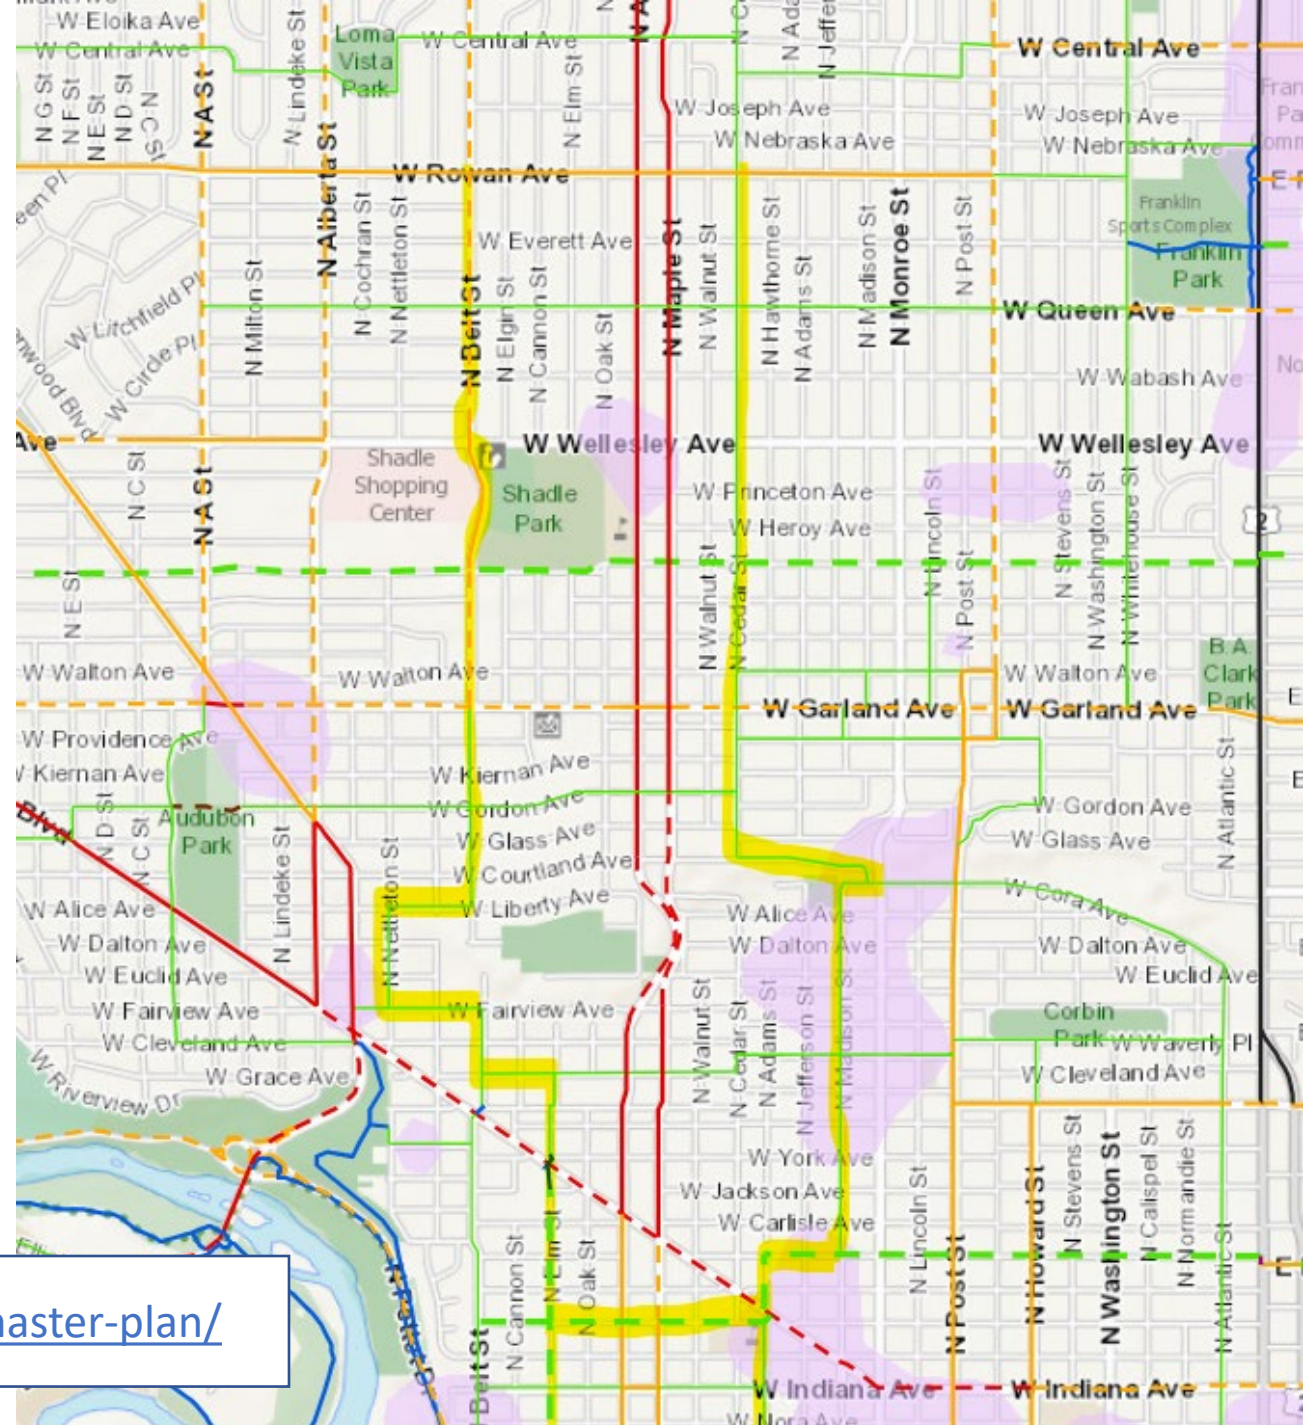 W Eloika Ave
W Central Ave
N G St
N F St
N E St
N D St
N C St
N A St
N Lindeke St
Loma
Vista
Park
W Central Ave
N Elm St
N A
N Ada
N Jeffer
W Central Ave
W Joseph Ave
W Nebraska Ave
W Joseph Ave
W Nebraska Ave
N Alberta St
W Rowan Ave
N Cochran St
N Nettleton St
W Everett Ave
N Belt St
N Elgin St
N Cannon St
N Oak St
N Maple St
N Walnut St
N Hawthorne St
N Adams St
N Madison St
N Monroe St
N Post St
Franklin
Sports Complex
Franklin
Park
W Queen Ave
W Litchfield Pl
W Circle Pl
N Milton St
W Wabash Ave
No
Ave
W Wellesley Ave
W Wellesley Ave
Shadle
Shopping
Center
Shadle
Park
N C St
N A St
W Princeton Ave
W Heroy Ave
N Lincoln St
N Post St
N Stevens St
N Washington St
N Whitehouse St
2
N E St
N Walnut St
N Cedar St
W Walton Ave
W Walton Ave
W Walton Ave
B.A.
Clark
Park
W Garland Ave
W Garland Ave
E
W Providence Ave
W Kiernan Ave
W Kiernan Ave
W Gordon Ave
W Gordon Ave
W Glass Ave
W Glass Ave
W Courtland Ave
W Liberty Ave
Blvd
N D St
N C St
Audubon
Park
N Lindeke St
N Nettleton St
N Atlantic St
W Cora Ave
W Alice Ave
W Alice Ave
W Dalton Ave
W Dalton Ave
W Dalton Ave
W Euclid Ave
W Euclid Ave
W Fairview Ave
W Fairview Ave
W Cleveland Ave
W Grace Ave
W Riverview Dr
N Walnut St
N Cedar St
N Adams St
N Jefferson St
N Madison St
Corbin
Park
W Waverly Pl
W Cleveland Ave
W York Ave
W Jackson Ave
W Carlisle Ave
N Lincoln St
N Post St
N Howard St
N Stevens St
N Washington St
N Calispel St
N Normandie St
N Atlantic St
N Elm St
N Oak St
N Cannon St
N Belt St
naster-plan/
W Indiana Ave
W Indiana Ave
W Nora Ave